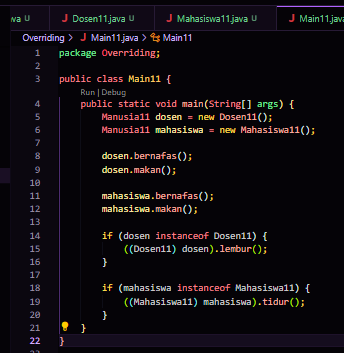 va U J Dosen11.java U J Mahasiswa11.java U J Main11.java
Overriding > J Main11.java > Main11
1 package Overriding;
2
3 public class Main11 {
Run | Debug
4 public static void main(String[] args) {
5 Manusia11 dosen = new Dosen11();
6 Manusia11 mahasiswa = new Mahasiswa11();
7
8 dosen.bernafas();
9 dosen.makan();
10
11 mahasiswa.bernafas();
12 mahasiswa.makan();
13
14 if (dosen instanceof Dosen11) {
15 ((Dosen11) dosen).lembur();
16 }
17
18 if (mahasiswa instanceof Mahasiswa11) {
19 ((Mahasiswa11) mahasiswa).tidur();
20 }
21 }
22 }